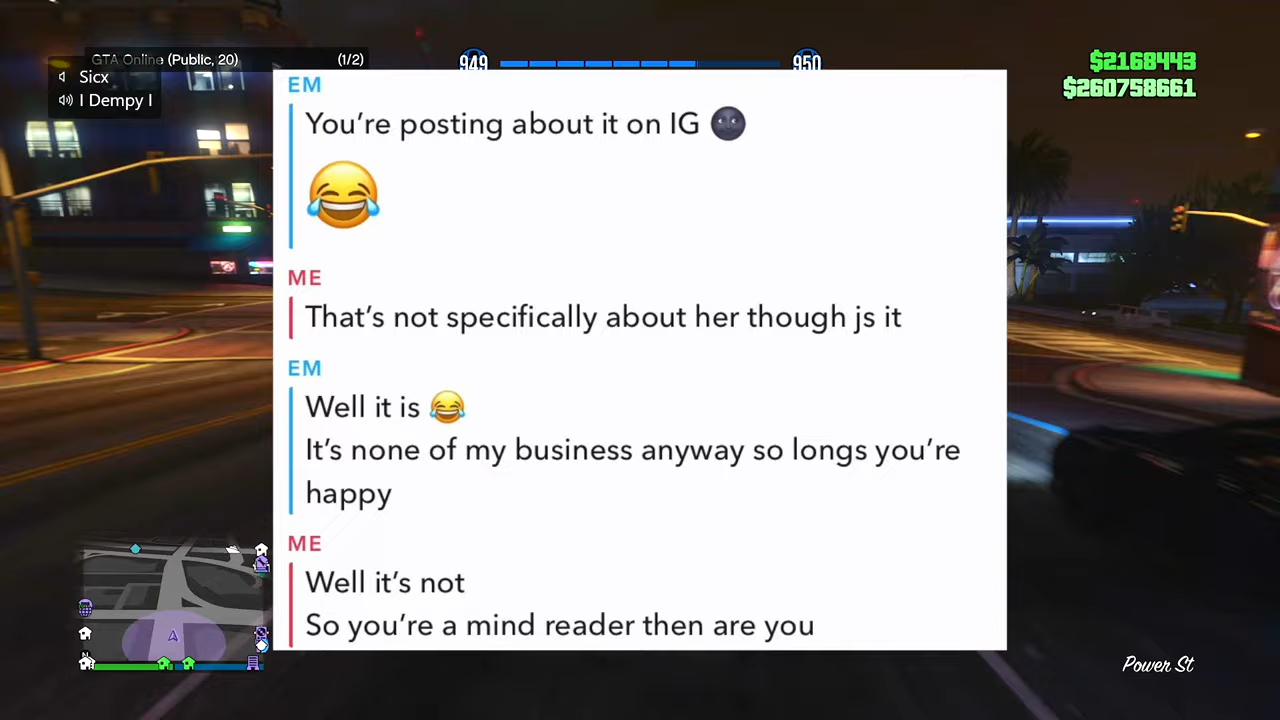 GTA Online (Public, 20) (1/2)
Sicx
I Dempy I
949 950
$2168443
$260758661
EM
You're posting about it on IG 🌚
😂
ME
That's not specifically about her though js it
EM
Well it is 😂
It's none of my business anyway so longs you're
happy
ME
Well it's not
So you're a mind reader then are you
N
Power St